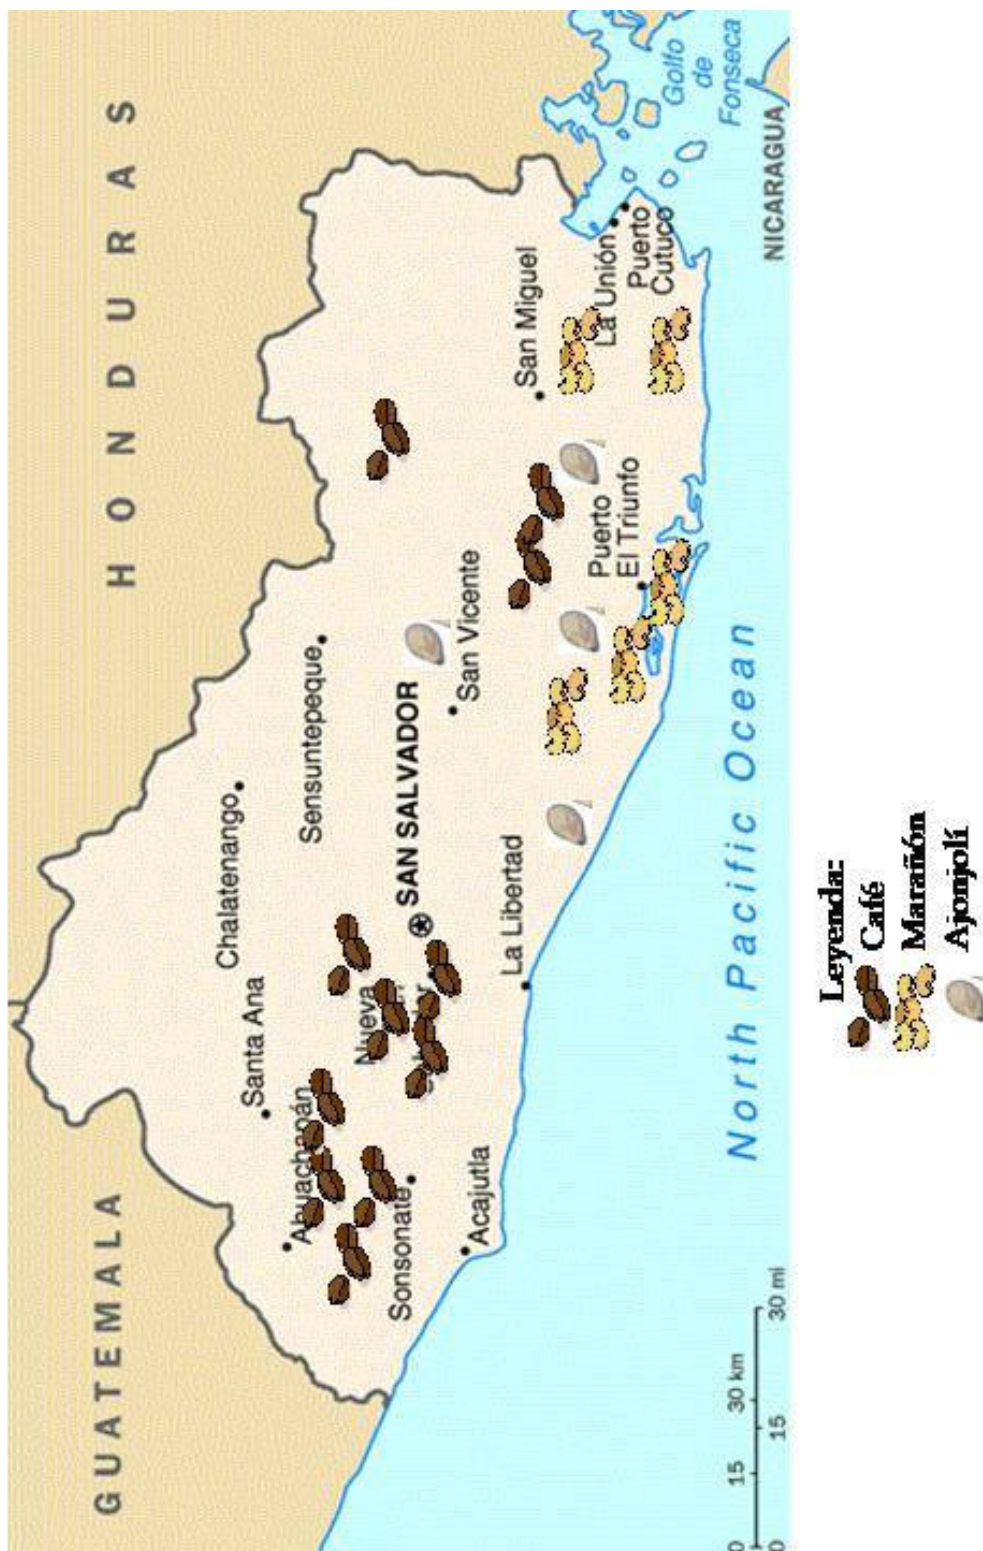 GUATEMALA
HONDURAS
Golfo
de
Fonseca
NICARAGUA
Chalatenango
Santa Ana
Sensuntepeque
Ahuachapán
Nueva
SAN SALVADOR
San Vicente
San Miguel
La Unión
Puerto
Cutuco
Puerto
El Triunfo
Sonsonate
Acajutla
La Libertad
North Pacific Ocean
0 15 30 km
0 15 30 mi
Leyenda:
Café
Marañón
Ajonjolí